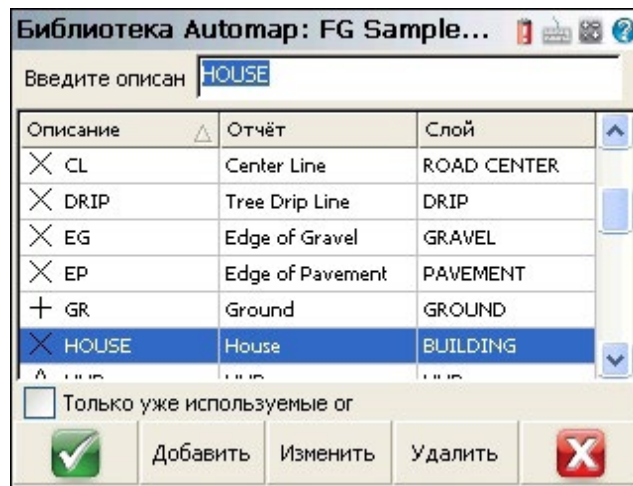 Библиотека Automap: FG Sample...
Введите описан HOUSE
Описание Отчёт Слой
CL Center Line ROAD CENTER
DRIP Tree Drip Line DRIP
EG Edge of Gravel GRAVEL
EP Edge of Pavement PAVEMENT
GR Ground GROUND
HOUSE House BUILDING
Только уже используемые ог
Добавить Изменить Удалить